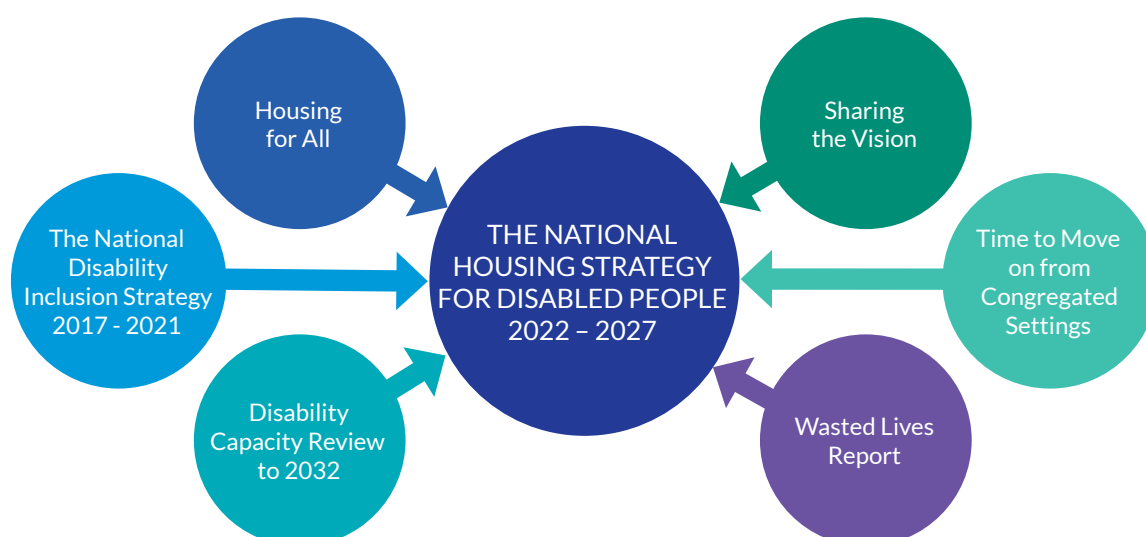 Housing
for All
Sharing
the Vision
The National
Disability
Inclusion Strategy
2017 - 2021
THE NATIONAL
HOUSING STRATEGY
FOR DISABLED PEOPLE
2022 – 2027
Time to Move
on from
Congregated
Settings
Disability
Capacity Review
to 2032
Wasted Lives
Report